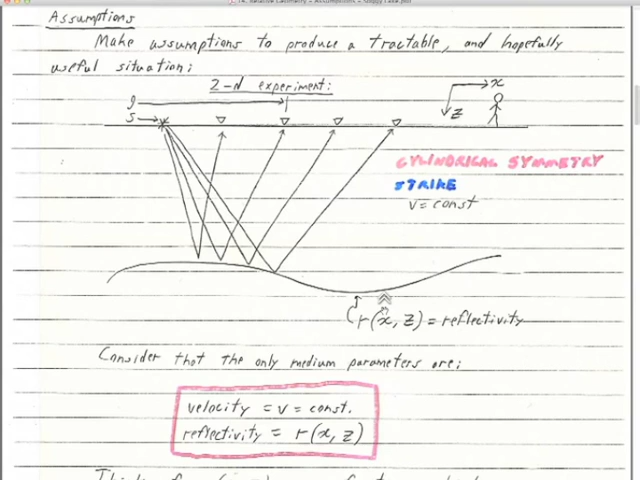 Assumptions
Make assumptions to produce a tractable, and hopefully
useful situation:
2-d experiment:
g
s
x
z
CYLINDRICAL SYMMETRY
STRIKE
v = const
r(x, z) = reflectivity
Consider that the only medium parameters are:
velocity = v = const.
reflectivity = r(x, z)